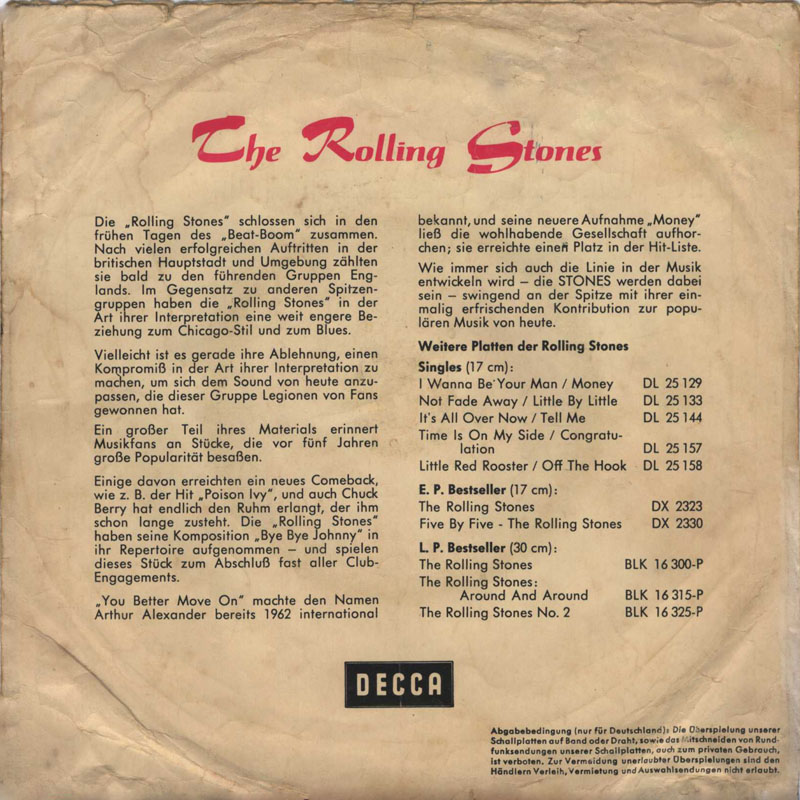 The Rolling Stones
Die „Rolling Stones" schlossen sich in den
frühen Tagen des „Beat-Boom" zusammen.
Nach vielen erfolgreichen Auftritten in der
britischen Hauptstadt und Umgebung zählten
sie bald zu den führenden Gruppen Eng-
lands. Im Gegensatz zu anderen Spitzen-
gruppen haben die „Rolling Stones" in der
Art ihrer Interpretation eine weit engere Be-
ziehung zum Chicago-Stil und zum Blues.
Vielleicht ist es gerade ihre Ablehnung, einen
Kompromiß in der Art ihrer Interpretation zu
machen, um sich dem Sound von heute anzu-
passen, die dieser Gruppe Legionen von Fans
gewonnen hat.
Ein großer Teil ihres Materials erinnert
Musikfans an Stücke, die vor fünf Jahren
große Popularität besaßen.
Einige davon erreichten ein neues Comeback,
wie z. B. der Hit „Poison Ivy", und auch Chuck
Berry hat endlich den Ruhm erlangt, der ihm
schon lange zusteht. Die „Rolling Stones"
haben seine Komposition „Bye Bye Johnny" in
ihr Repertoire aufgenommen – und spielen
dieses Stück zum Abschluß fast aller Club-
Engagements.
„You Better Move On" machte den Namen
Arthur Alexander bereits 1962 international
bekannt, und seine neuere Aufnahme „Money"
ließ die wohlhabende Gesellschaft aufhor-
chen; sie erreichte einen Platz in der Hit-Liste.
Wie immer sich auch die Linie in der Musik
entwickeln wird – die STONES werden dabei
sein – swingend an der Spitze mit ihrer ein-
malig erfrischenden Kontribution zur popu-
lären Musik von heute.
Weitere Platten der Rolling Stones
Singles (17 cm):
I Wanna Be Your Man / Money DL 25 129
Not Fade Away / Little By Little DL 25 133
It's All Over Now / Tell Me DL 25 144
Time Is On My Side / Congratu-
lation DL 25 157
Little Red Rooster / Off The Hook DL 25 158
E. P. Bestseller (17 cm):
The Rolling Stones DX 2323
Five By Five - The Rolling Stones DX 2330
L. P. Bestseller (30 cm):
The Rolling Stones BLK 16 300-P
The Rolling Stones:
Around And Around BLK 16 315-P
The Rolling Stones No. 2 BLK 16 325-P
DECCA
Abgabebedingung (nur für Deutschland): Die Überspielung unserer
Schallplatten auf Band oder Draht, sowie das Mitschneiden von Rund-
funksendungen unserer Schallplatten, auch zum privaten Gebrauch,
ist verboten. Zur Vermeidung unerlaubter Überspielungen sind den
Händlern Verleih, Vermietung und Auswahlsendungen nicht erlaubt.